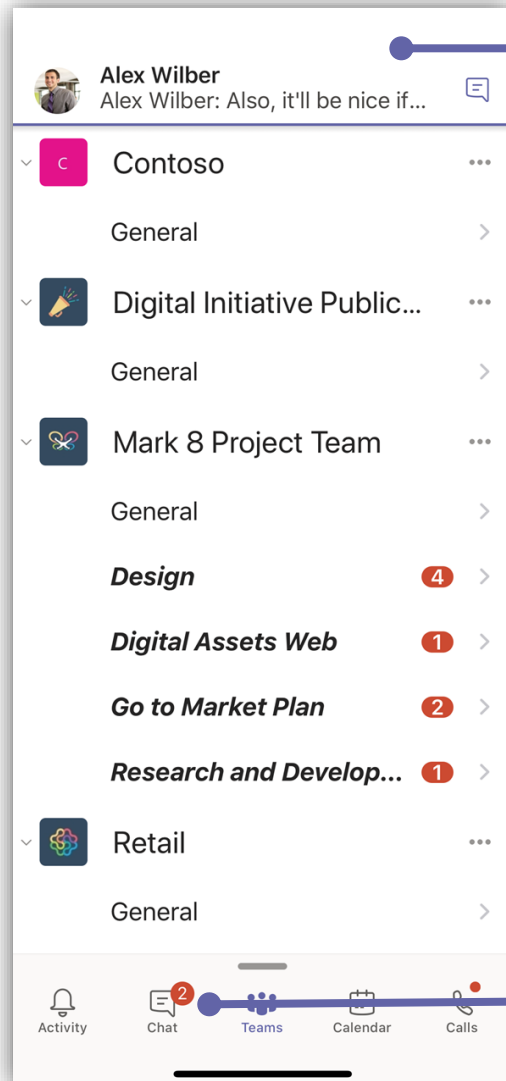 Alex Wilber
Alex Wilber: Also, it'll be nice if...
C
Contoso
General
Digital Initiative Public...
General
Mark 8 Project Team
General
Design 4
Digital Assets Web 1
Go to Market Plan 2
Research and Develop... 1
Retail
General
2
Activity Chat Teams Calendar Calls